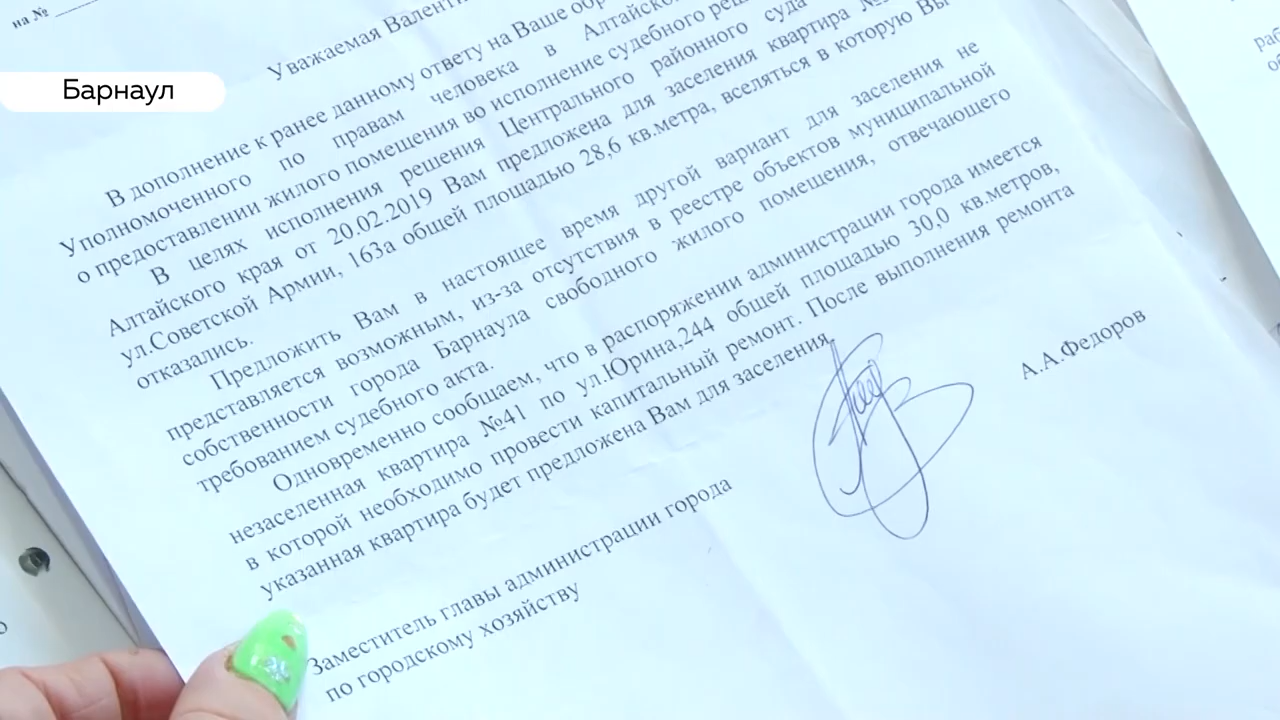 на №
Барнаул
Уважаемая
В дополнение к ранее данному ответу на Ваше
Уполномоченного по правам человека в
о предоставлении жилого помещения во исполнение судебного
В целях исполнения решения Центрального районного суда
Алтайского края от 20.02.2019 Вам предложена для заселения квартира
ул.Советской Армии, 163а общей площадью 28,6 кв.метра, вселяться в которую Вы
отказались.
Предложить Вам в настоящее время другой вариант для заселения не
представляется возможным, из-за отсутствия в реестре объектов муниципальной
собственности города Барнаула свободного жилого помещения, отвечающего
требованием судебного акта.
Одновременно сообщаем, что в распоряжении администрации города имеется
незаселенная квартира №41 по ул.Юрина,244 общей площадью 30,0 кв.метров,
в которой необходимо провести капитальный ремонт. После выполнения ремонта
указанная квартира будет предложена Вам для заселения.
Заместитель главы администрации города
по городскому хозяйству
А.А.Федоров